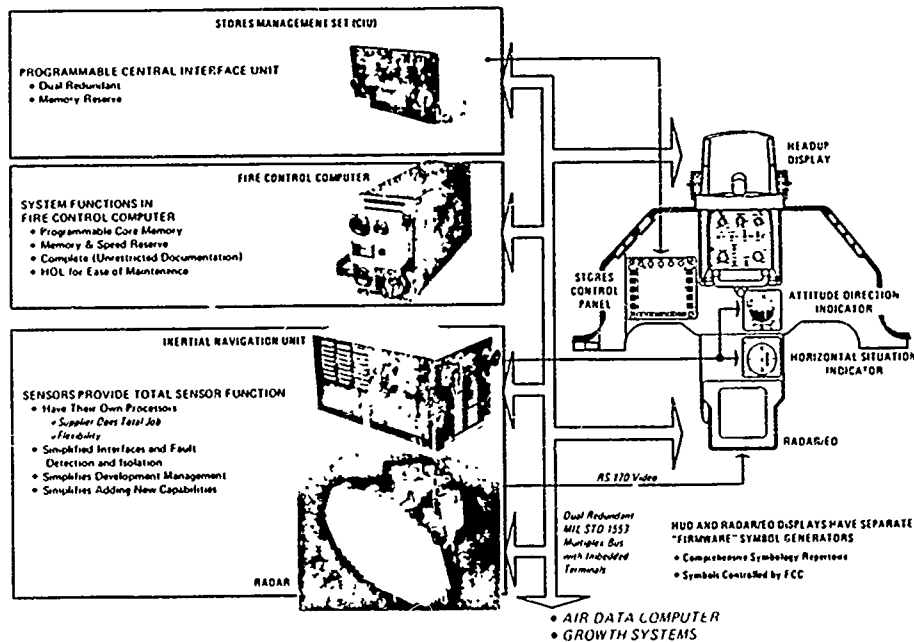 STORES MANAGEMENT SET (CIU)
PROGRAMMABLE CENTRAL INTERFACE UNIT
• Dual Redundant
• Memory Reserve
FIRE CONTROL COMPUTER
SYSTEM FUNCTIONS IN
FIRE CONTROL COMPUTER
• Programmable Core Memory
• Memory & Speed Reserve
• Complete (Unrestricted Documentation)
• HOL for Ease of Maintenance
INERTIAL NAVIGATION UNIT
SENSORS PROVIDE TOTAL SENSOR FUNCTION
• Have Their Own Processors
• Supplier Does Total Job
• Flexibility
• Simplified Interfaces and Fault
Detection and Isolation
• Simplifies Development Management
• Simplifies Adding New Capabilities
RADAR
HEADUP
DISPLAY
STORES
CONTROL
PANEL
ATTITUDE DIRECTION
INDICATOR
HORIZONTAL SITUATION
INDICATOR
RADAR/EO
RS 170 Video
Dual Redundant
MIL STD 1553
Multiplex Bus
with Imbedded
Terminals
HUD AND RADAR/EO DISPLAYS HAVE SEPARATE
"FIRMWARE" SYMBOL GENERATORS
• Comprehensive Symbology Repertoire
• Symbols Controlled by FCC
• AIR DATA COMPUTER
• GROWTH SYSTEMS